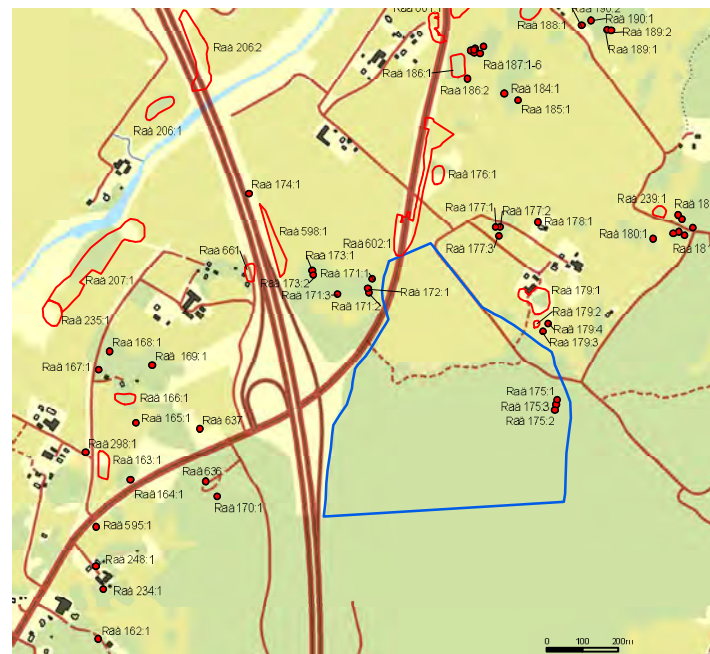 Raä 190:2
Raä 190:1
Raä 188:1
Raä 189:2
Raä 189:1
Raä 206:2
Raä 187:1-6
Raä 186:1
Raä 186:2
Raä 184:1
Raä 185:1
Raä 206:1
Raä 176:1
Raä 174:1
Raä 177:1
Raä 177:2
Raä 178:1
Raä 239:1
Raä 598:1
Raä 177:3
Raä 180:1
Raä 18
Raä 602:1
Raä 173:1
Raä 661
Raä 171:1
Raä 173:2
Raä 207:1
Raä 171:3
Raä 172:1
Raä 171:2
Raä 179:1
Raä 179:2
Raä 179:4
Raä 179:3
Raä 235:1
Raä 168:1
Raä 169:1
Raä 167:1
Raä 166:1
Raä 175:1
Raä 175:3
Raä 175:2
Raä 165:1
Raä 637
Raä 298:1
Raä 163:1
Raä 636
Raä 164:1
Raä 170:1
Raä 595:1
Raä 248:1
Raä 234:1
Raä 162:1
0 100 200m